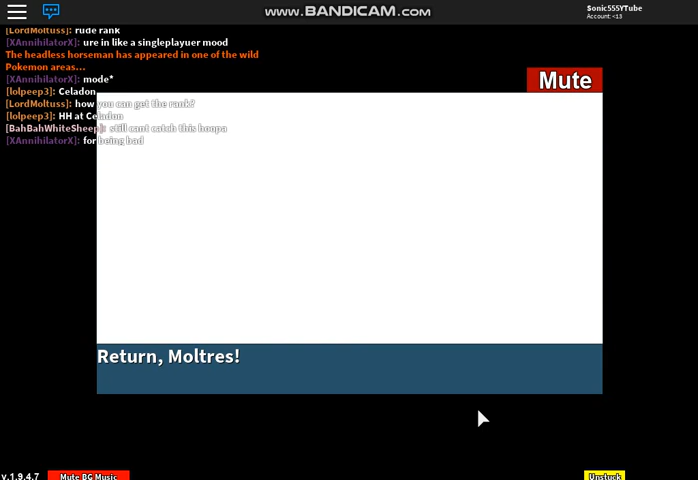 www.BANDICAM.com
Sonic555YTube
Account: <13
[LordMoltuss]: rude rank
[XAnnihilatorX]: ure in like a singleplayuer mood
The headless horseman has appeared in one of the wild
Pokemon areas...
[XAnnihilatorX]: mode*
[lolpeep3]: Celadon
[LordMoltuss]: how you can get the rank?
[lolpeep3]: HH at Celadon
[BahBahWhiteSheep]: still cant catch this hoopa
[XAnnihilatorX]: for being bad
Mute
Return, Moltres!
v.1.9.4.7
Mute BG Music
Unstuck